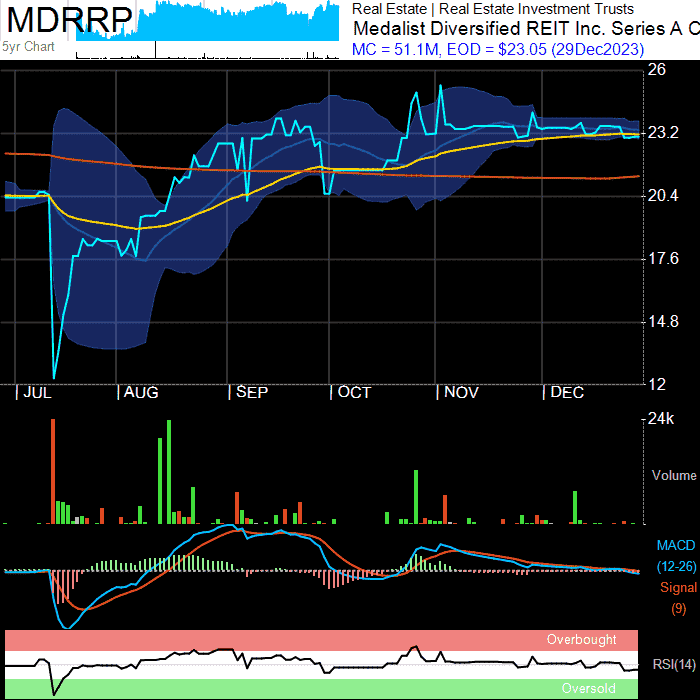 MDRRP
5yr Chart
Real Estate | Real Estate Investment Trusts
Medalist Diversified REIT Inc. Series A C
MC = 51.1M, EOD = $23.05 (29Dec2023)
26
23.2
20.4
17.6
14.8
12
JUL AUG SEP OCT NOV DEC
24k
Volume
MACD
(12-26)
Signal
(9)
Overbought
RSI(14)
Oversold